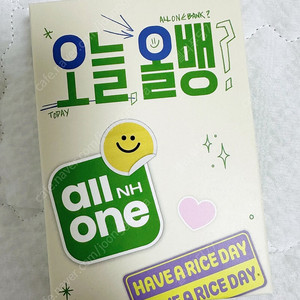 ALL ONE BANK?
오늘, 올뱅?
TODAY
all NH
one
HAVE A RICE DAY
HAVE A RICE DAY.